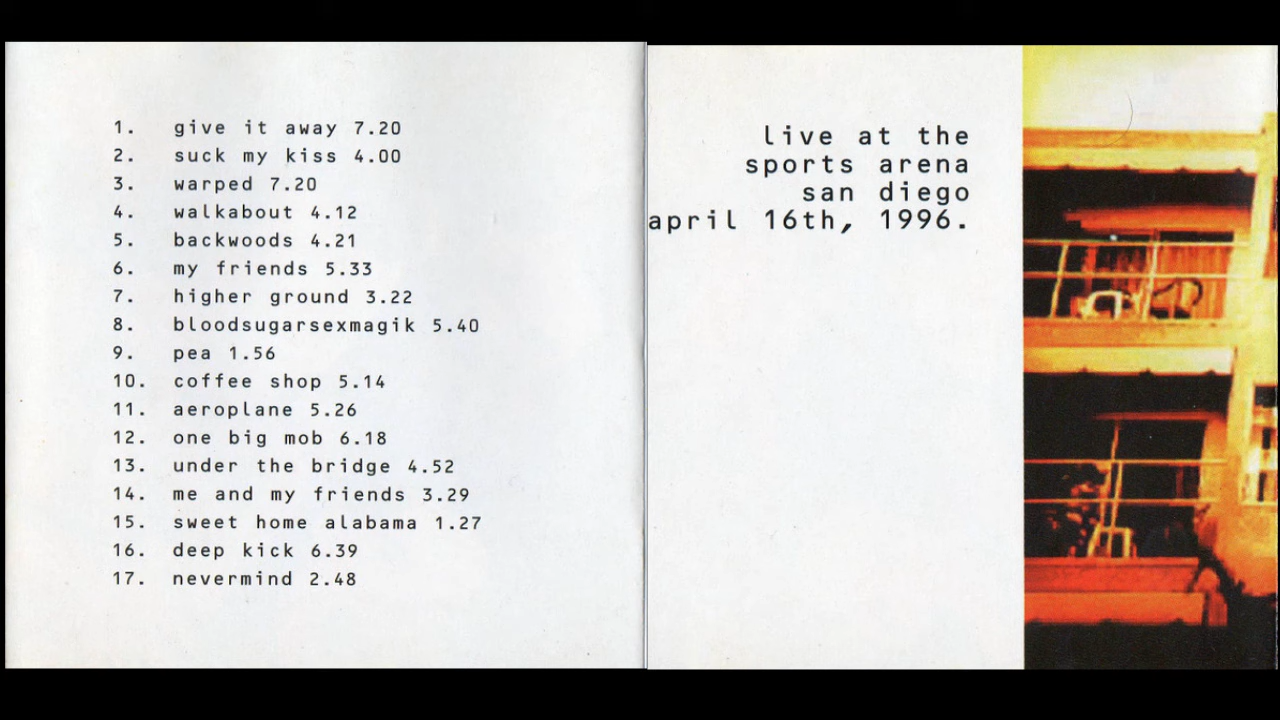 1. give it away 7.20
2. suck my kiss 4.00
3. warped 7.20
4. walkabout 4.12
5. backwoods 4.21
6. my friends 5.33
7. higher ground 3.22
8. bloodsugarsexmagik 5.40
9. pea 1.56
10. coffee shop 5.14
11. aeroplane 5.26
12. one big mob 6.18
13. under the bridge 4.52
14. me and my friends 3.29
15. sweet home alabama 1.27
16. deep kick 6.39
17. nevermind 2.48
live at the
sports arena
san diego
april 16th, 1996.